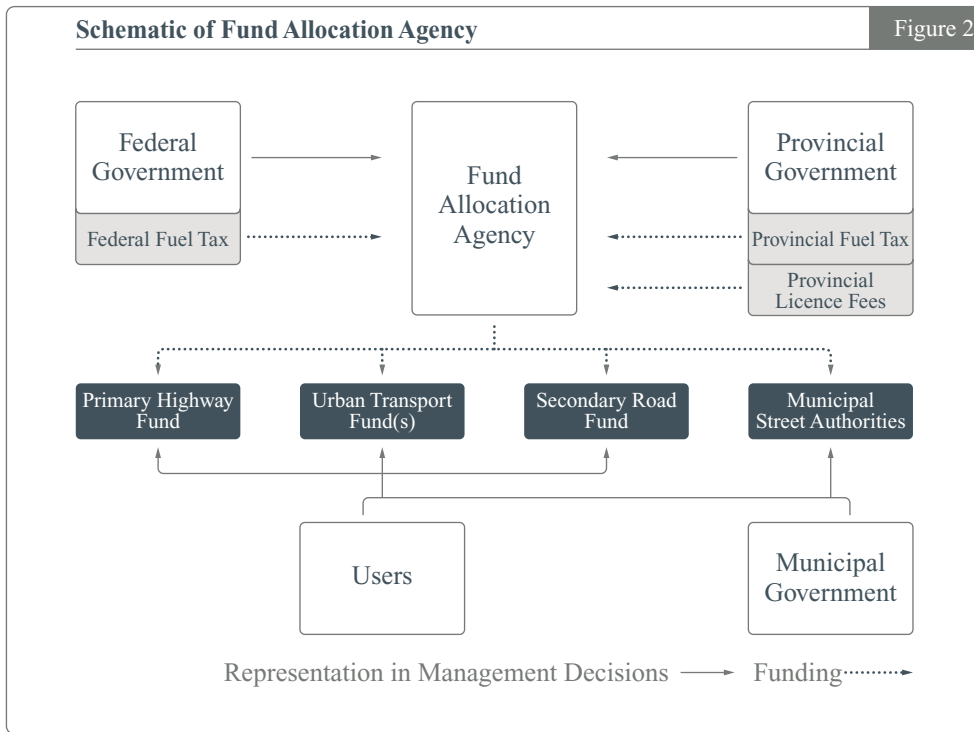 Schematic of Fund Allocation Agency
Figure 2
Federal
Government
Federal Fuel Tax
Fund
Allocation
Agency
Provincial
Government
Provincial Fuel Tax
Provincial
Licence Fees
Primary Highway
Fund
Urban Transport
Fund(s)
Secondary Road
Fund
Municipal
Street Authorities
Users
Municipal
Government
Representation in Management Decisions
Funding